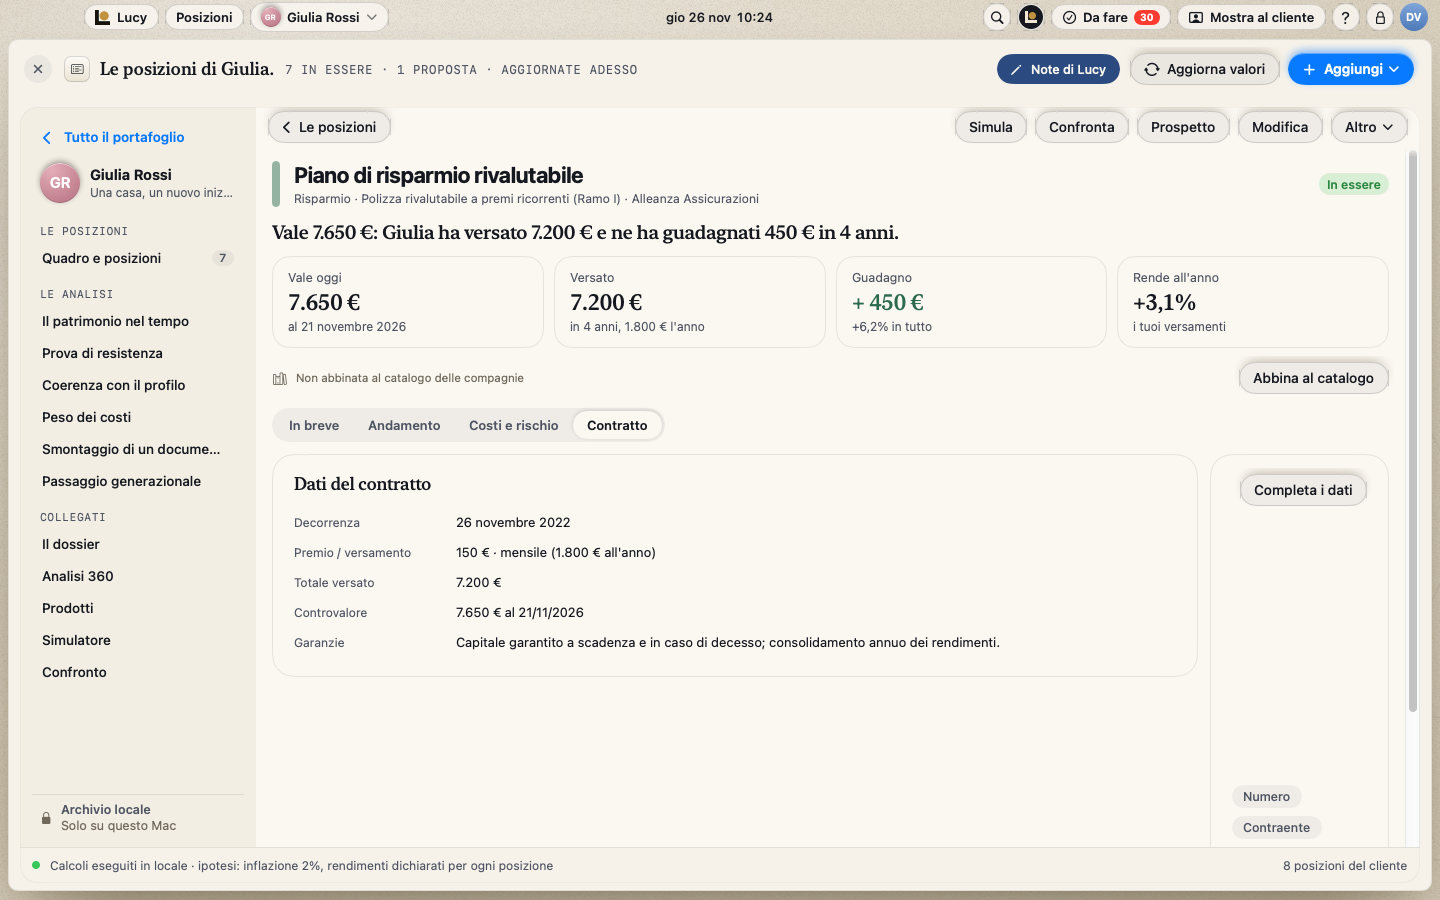 Lucy
Posizioni
GR Giulia Rossi
gio 26 nov 10:24
Da fare 30
Mostra al cliente
?
DV
Le posizioni di Giulia. 7 IN ESSERE · 1 PROPOSTA · AGGIORNATE ADESSO
Note di Lucy
Aggiorna valori
+ Aggiungi
Tutto il portafoglio
GR
Giulia Rossi
Una casa, un nuovo iniz...
LE POSIZIONI
Quadro e posizioni 7
LE ANALISI
Il patrimonio nel tempo
Prova di resistenza
Coerenza con il profilo
Peso dei costi
Smontaggio di un docume...
Passaggio generazionale
COLLEGATI
Il dossier
Analisi 360
Prodotti
Simulatore
Confronto
Archivio locale
Solo su questo Mac
Le posizioni
Simula
Confronta
Prospetto
Modifica
Altro
Piano di risparmio rivalutabile
Risparmio · Polizza rivalutabile a premi ricorrenti (Ramo I) · Alleanza Assicurazioni
In essere
Vale 7.650 €: Giulia ha versato 7.200 € e ne ha guadagnati 450 € in 4 anni.
Vale oggi
7.650 €
al 21 novembre 2026
Versato
7.200 €
in 4 anni, 1.800 € l'anno
Guadagno
+ 450 €
+6,2% in tutto
Rende all'anno
+3,1%
i tuoi versamenti
Non abbinata al catalogo delle compagnie
Abbina al catalogo
In breve
Andamento
Costi e rischio
Contratto
Dati del contratto
Decorrenza 26 novembre 2022
Premio / versamento 150 € · mensile (1.800 € all'anno)
Totale versato 7.200 €
Controvalore 7.650 € al 21/11/2026
Garanzie Capitale garantito a scadenza e in caso di decesso; consolidamento annuo dei rendimenti.
Completa i dati
Numero
Contraente
Calcoli eseguiti in locale · ipotesi: inflazione 2%, rendimenti dichiarati per ogni posizione
8 posizioni del cliente